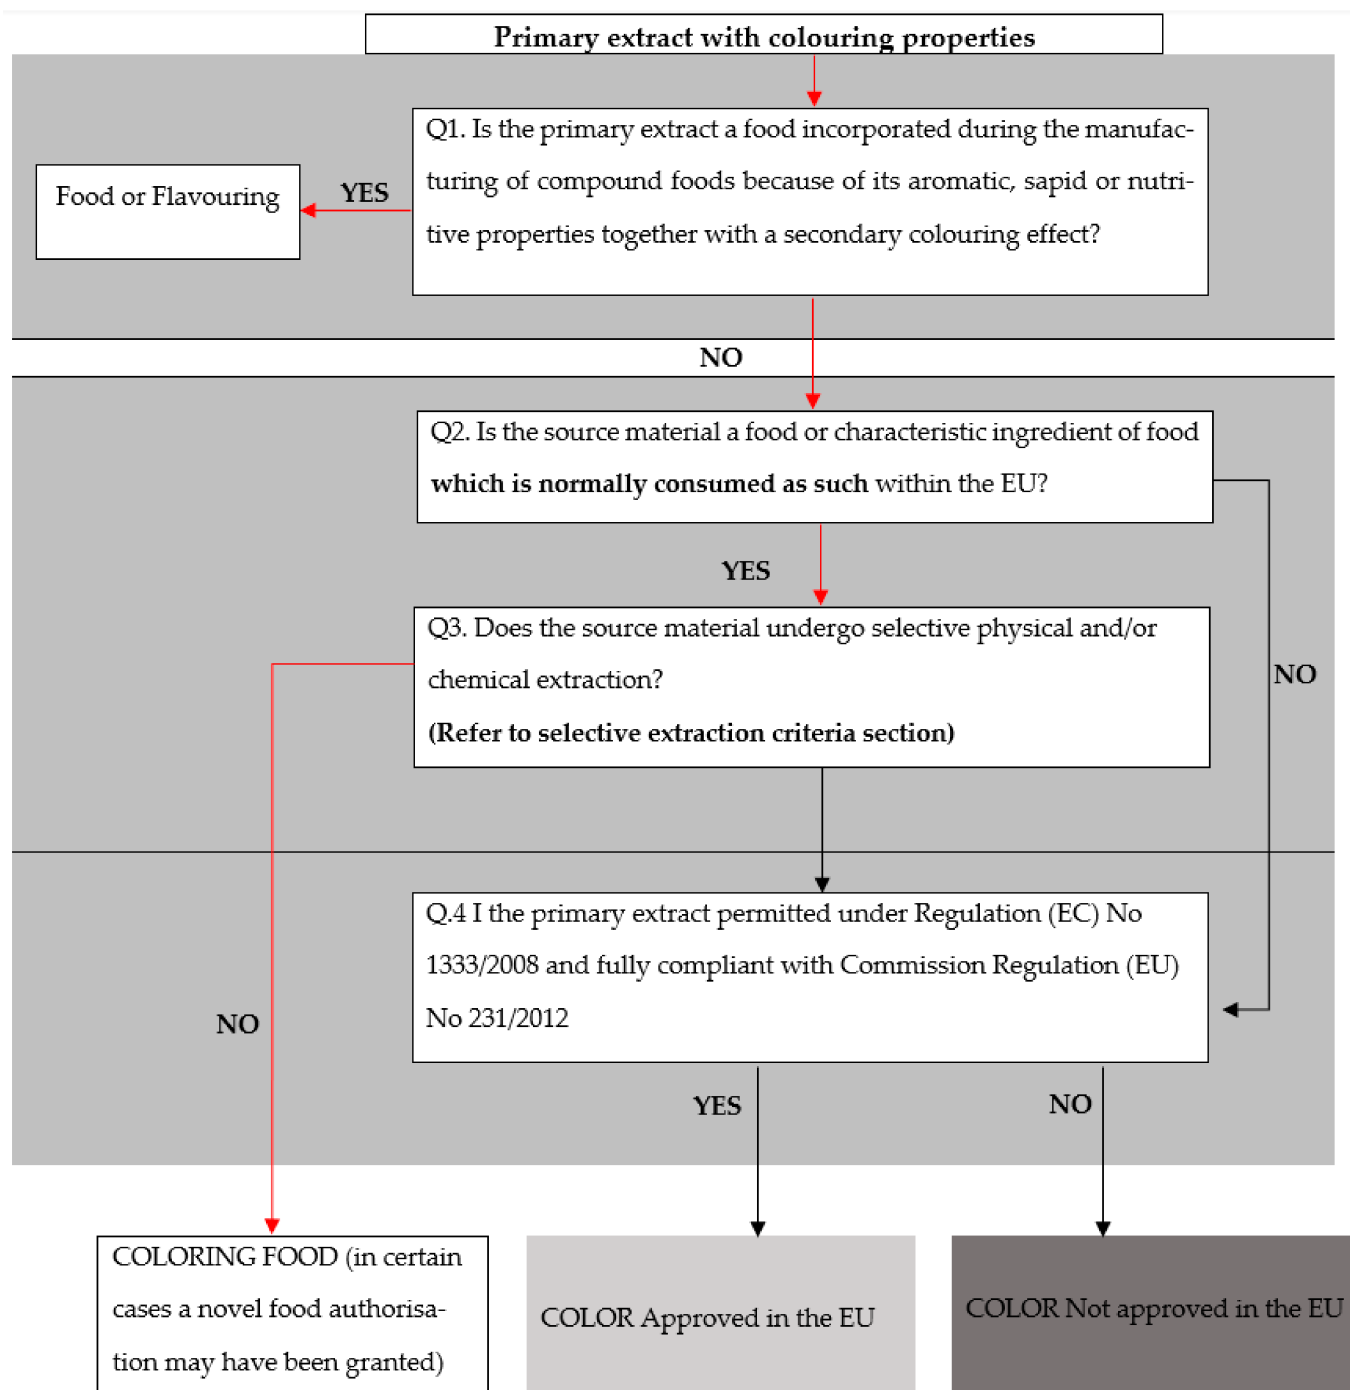 Primary extract with colouring properties
Q1. Is the primary extract a food incorporated during the manufac-
turing of compound foods because of its aromatic, sapid or nutri-
tive properties together with a secondary colouring effect?
YES
Food or Flavouring
NO
Q2. Is the source material a food or characteristic ingredient of food
which is normally consumed as such within the EU?
YES
NO
Q3. Does the source material undergo selective physical and/or
chemical extraction?
(Refer to selective extraction criteria section)
NO
Q.4 I the primary extract permitted under Regulation (EC) No
1333/2008 and fully compliant with Commission Regulation (EU)
No 231/2012
YES
NO
COLORING FOOD (in certain
cases a novel food authorisa-
tion may have been granted)
COLOR Approved in the EU
COLOR Not approved in the EU